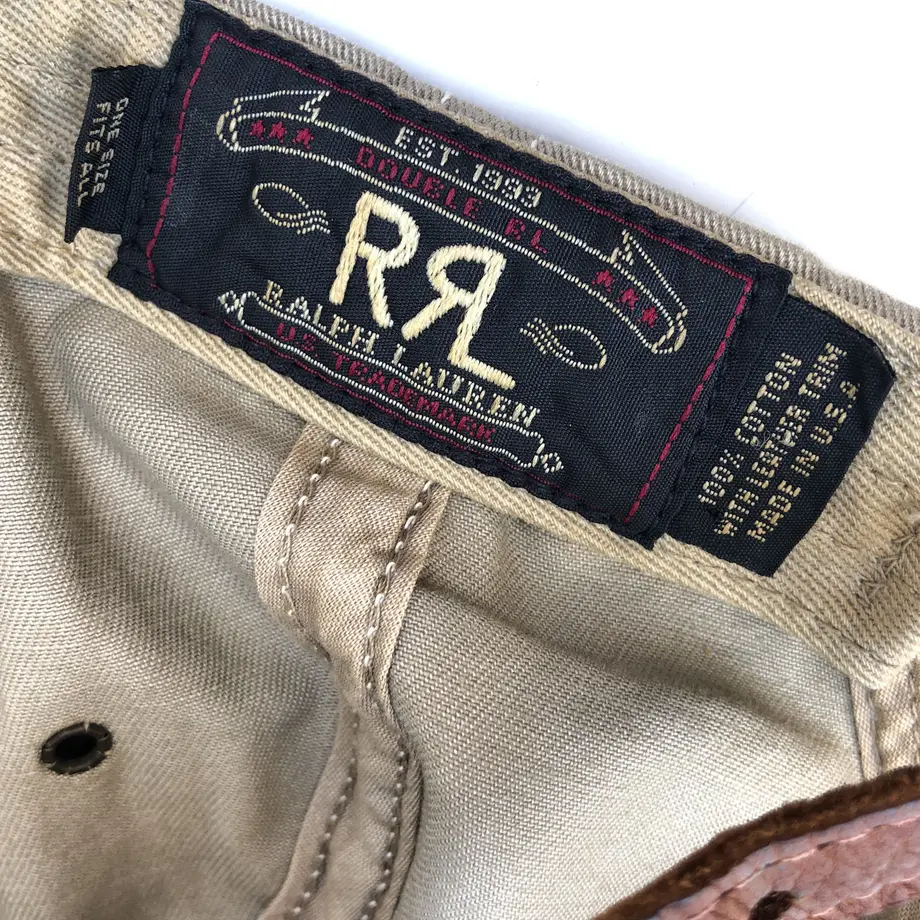 ONE SIZE
FITS ALL
EST. 1993
DOUBLE RL
RRL
RALPH LAUREN
U.S. TRADEMARK
100% COTTON
WITH LEATHER TRIM
MADE IN U.S.A.